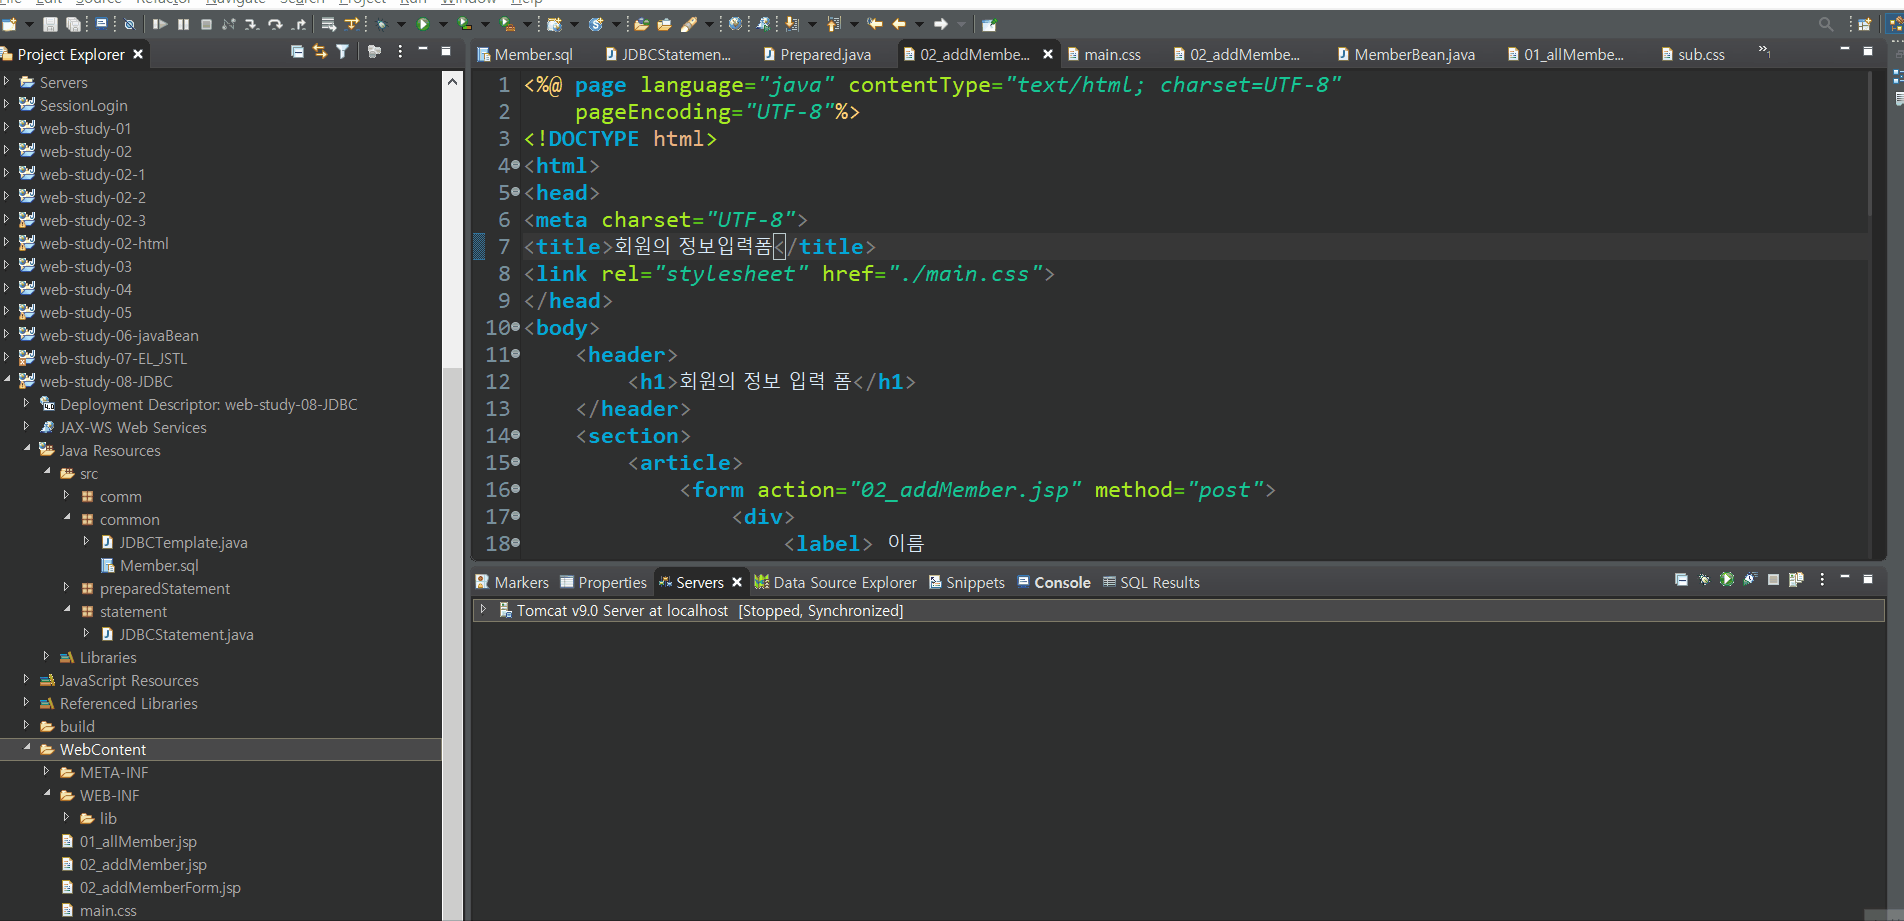 File Edit Source Refactor Navigate Search Project Run Window Help
Project Explorer
Servers
SessionLogin
web-study-01
web-study-02
web-study-02-1
web-study-02-2
web-study-02-3
web-study-02-html
web-study-03
web-study-04
web-study-05
web-study-06-javaBean
web-study-07-EL_JSTL
web-study-08-JDBC
Deployment Descriptor: web-study-08-JDBC
JAX-WS Web Services
Java Resources
src
comm
common
JDBCTemplate.java
Member.sql
preparedStatement
statement
JDBCStatement.java
Libraries
JavaScript Resources
Referenced Libraries
build
WebContent
META-INF
WEB-INF
lib
01_allMember.jsp
02_addMember.jsp
02_addMemberForm.jsp
main.css
Member.sql JDBCStatemen... Prepared.java 02_addMembe... main.css 02_addMembe... MemberBean.java 01_allMembe... sub.css »1
1 <%@ page language="java" contentType="text/html; charset=UTF-8"
2 pageEncoding="UTF-8"%>
3 <!DOCTYPE html>
4 <html>
5 <head>
6 <meta charset="UTF-8">
7 <title>회원의 정보입력폼</title>
8 <link rel="stylesheet" href="./main.css">
9 </head>
10 <body>
11 <header>
12 <h1>회원의 정보 입력 폼</h1>
13 </header>
14 <section>
15 <article>
16 <form action="02_addMember.jsp" method="post">
17 <div>
18 <label> 이름
Markers Properties Servers Data Source Explorer Snippets Console SQL Results
Tomcat v9.0 Server at localhost [Stopped, Synchronized]